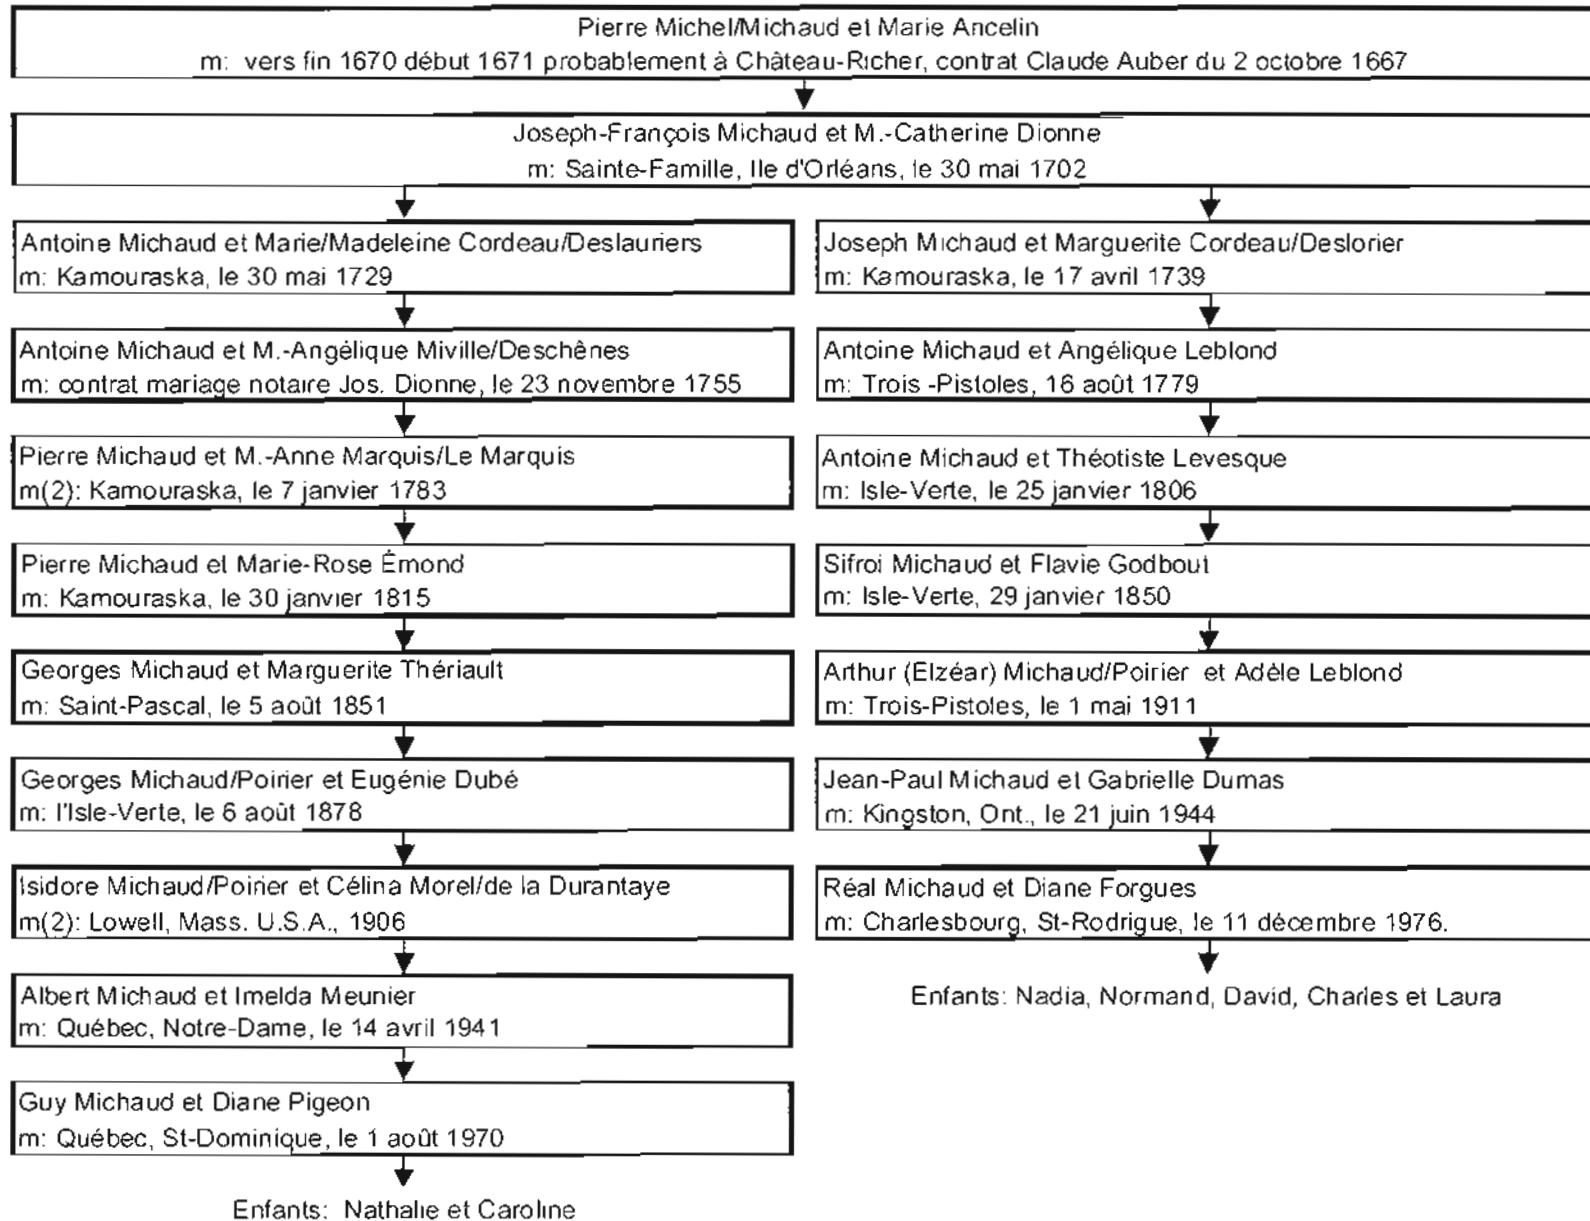 Pierre Michel/Michaud et Marie Ancelin
m: vers fin 1670 début 1671 probablement à Château-Richer, contrat Claude Auber du 2 octobre 1667
Joseph-François Michaud et M.-Catherine Dionne
m: Sainte-Famille, Ile d'Orléans, le 30 mai 1702
Antoine Michaud et Marie/Madeleine Cordeau/Deslauriers
m: Kamouraska, le 30 mai 1729
Antoine Michaud et M.-Angélique Miville/Deschênes
m: contrat mariage notaire Jos. Dionne, le 23 novembre 1755
Pierre Michaud et M.-Anne Marquis/Le Marquis
m(2): Kamouraska, le 7 janvier 1783
Pierre Michaud et Marie-Rose Émond
m: Kamouraska, le 30 janvier 1815
Georges Michaud et Marguerite Thériault
m: Saint-Pascal, le 5 août 1851
Georges Michaud/Poirier et Eugénie Dubé
m: l'Isle-Verte, le 6 août 1878
Isidore Michaud/Poirier et Célina Morel/de la Durantaye
m(2): Lowell, Mass. U.S.A., 1906
Albert Michaud et Imelda Meunier
m: Québec, Notre-Dame, le 14 avril 1941
Guy Michaud et Diane Pigeon
m: Québec, St-Dominique, le 1 août 1970
Enfants: Nathalie et Caroline
Joseph Michaud et Marguerite Cordeau/Deslorier
m: Kamouraska, le 17 avril 1739
Antoine Michaud et Angélique Leblond
m: Trois -Pistoles, 16 août 1779
Antoine Michaud et Théotiste Levesque
m: Isle-Verte, le 25 janvier 1806
Sifroi Michaud et Flavie Godbout
m: Isle-Verte, 29 janvier 1850
Arthur (Elzéar) Michaud/Poirier et Adèle Leblond
m: Trois-Pistoles, le 1 mai 1911
Jean-Paul Michaud et Gabrielle Dumas
m: Kingston, Ont., le 21 juin 1944
Réal Michaud et Diane Forgues
m: Charlesbourg, St-Rodrigue, le 11 décembre 1976.
Enfants: Nadia, Normand, David, Charles et Laura